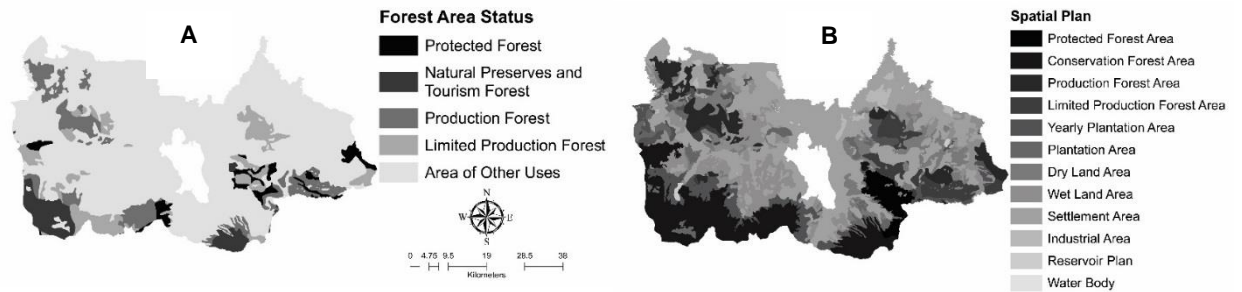 A
Forest Area Status
Protected Forest
Natural Preserves and
Tourism Forest
Production Forest
Limited Production Forest
Area of Other Uses
N
W E
S
0 4.75 9.5 19 28.5 38
Kilometers
B
Spatial Plan
Protected Forest Area
Conservation Forest Area
Production Forest Area
Limited Production Forest Area
Yearly Plantation Area
Plantation Area
Dry Land Area
Wet Land Area
Settlement Area
Industrial Area
Reservoir Plan
Water Body